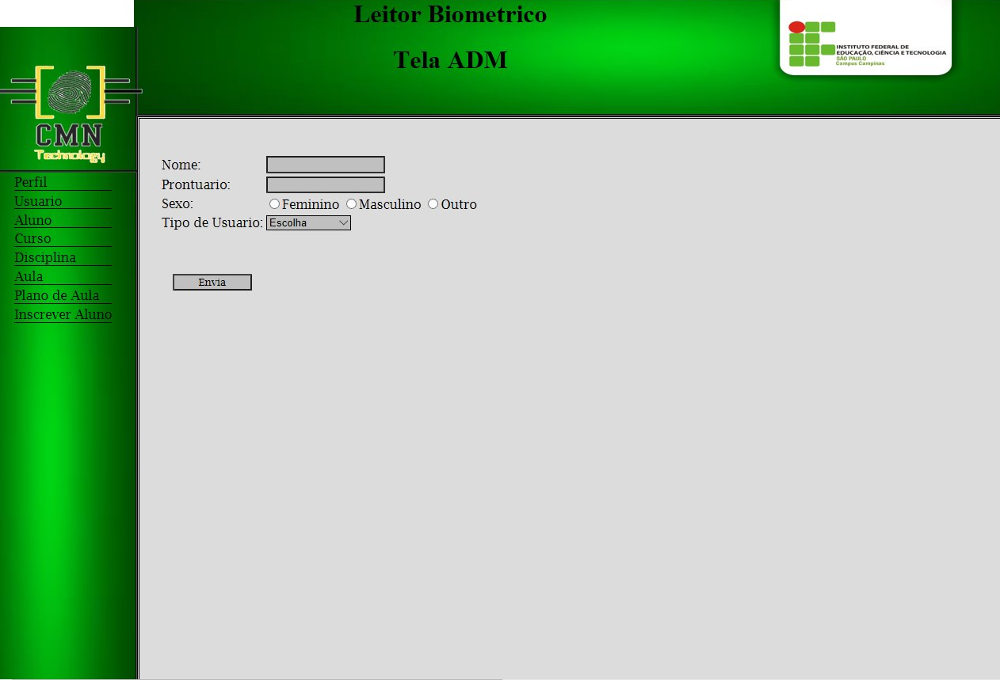 Leitor Biometrico
Tela ADM
INSTITUTO FEDERAL DE
EDUCAÇÃO, CIÊNCIA E TECNOLOGIA
SÃO PAULO
Campus Campinas
CMN
Technology
Perfil
Usuario
Aluno
Curso
Disciplina
Aula
Plano de Aula
Inscrever Aluno
Nome:
Prontuario:
Sexo: Feminino Masculino Outro
Tipo de Usuario: Escolha
Envia